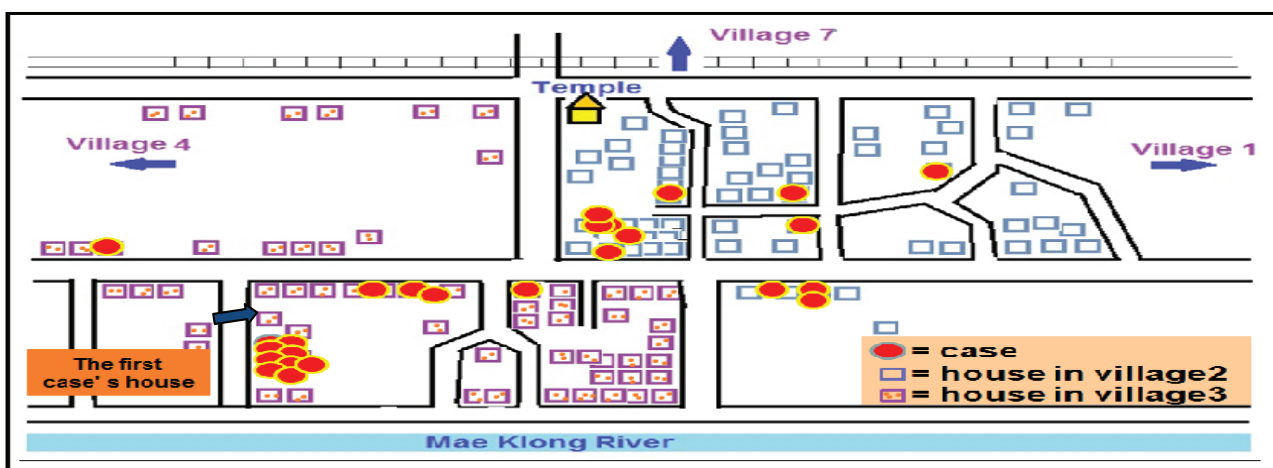 Village 7
Temple
Village 4
Village 1
The first
case' s house
= case
= house in village2
= house in village3
Mae Klong River